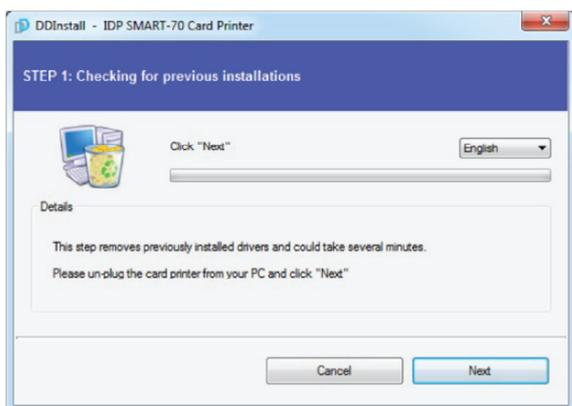 DDInstall - IDP SMART-70 Card Printer
STEP 1: Checking for previous installations
Click "Next"
English
Details
This step removes previously installed drivers and could take several minutes.
Please un-plug the card printer from your PC and click "Next"
Cancel
Next